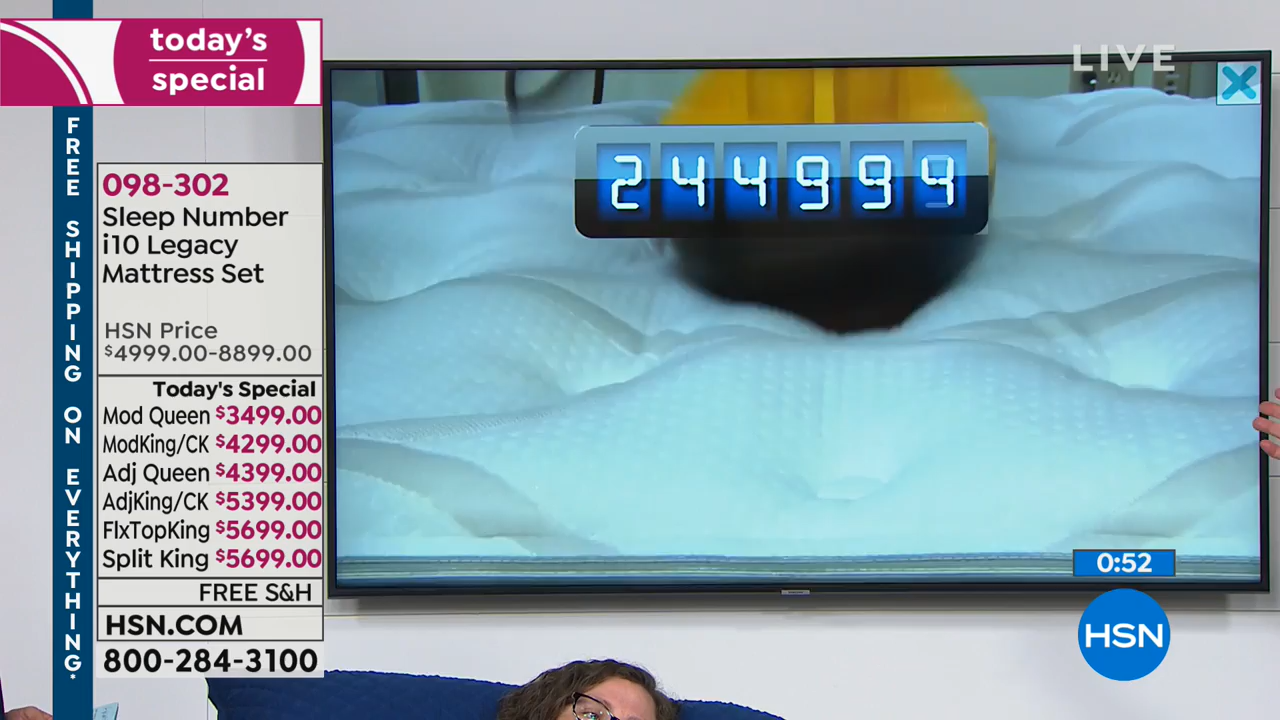 today's
special
FREE SHIPPING ON EVERYTHING.*
098-302
Sleep Number
i10 Legacy
Mattress Set
HSN Price
$4999.00-8899.00
Today's Special
Mod Queen $3499.00
ModKing/CK $4299.00
Adj Queen $4399.00
AdjKing/CK $5399.00
FlxTopKing $5699.00
Split King $5699.00
FREE S&H
HSN.COM
800-284-3100
LIVE
244994
0:52
HSN